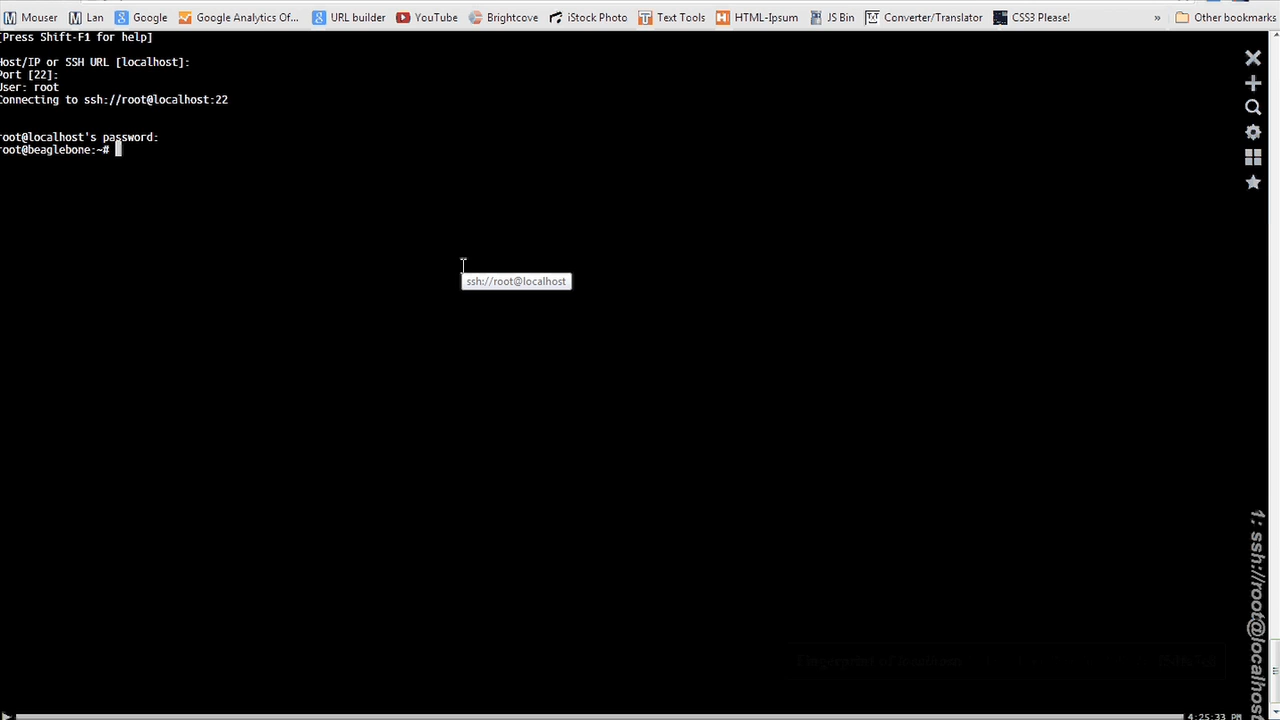 Mouser Lan Google Google Analytics Of... URL builder YouTube Brightcove iStock Photo Text Tools HTML-Ipsum JS Bin Converter/Translator CSS3 Please! » Other bookmarks
[Press Shift-F1 for help]
Host/IP or SSH URL [localhost]:
Port [22]:
User: root
Connecting to ssh://root@localhost:22
root@localhost's password:
root@beaglebone:~#
ssh://root@localhost
1: ssh://root@localhost
4:25:33 PM